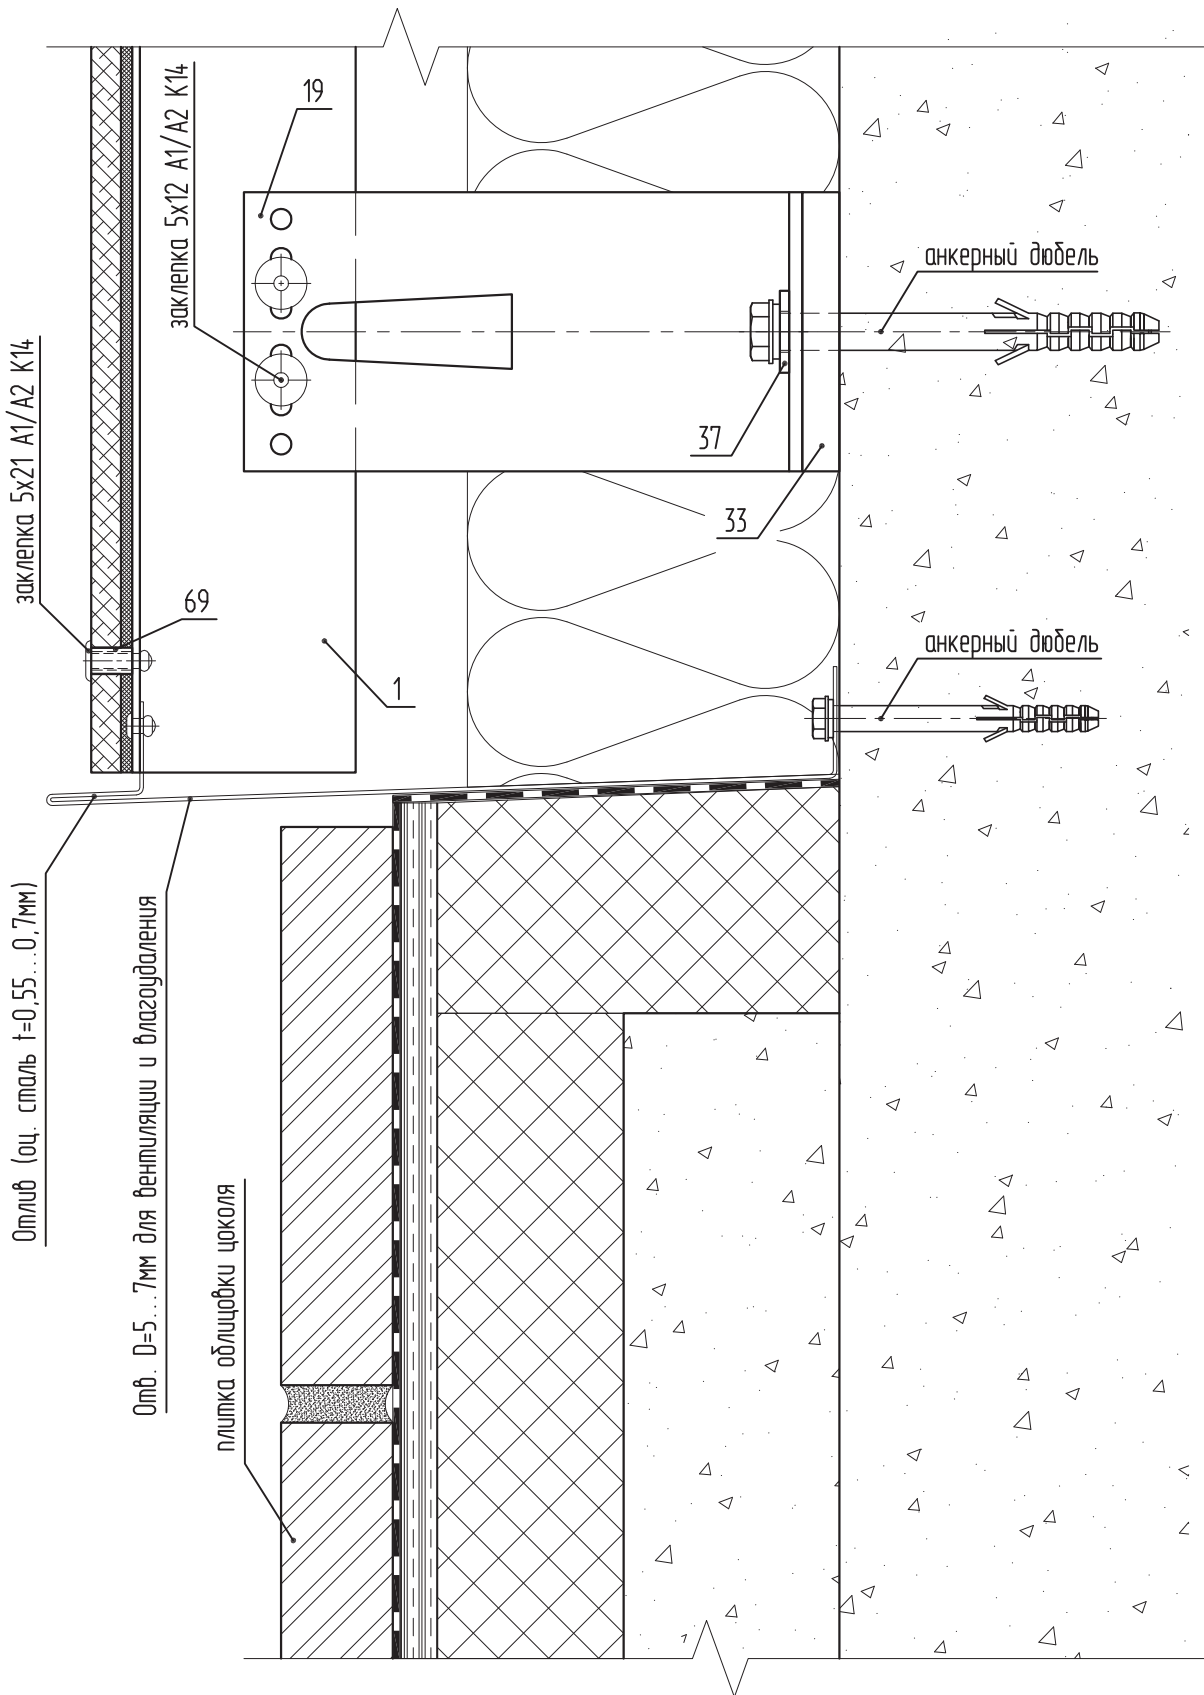 19
заклепка 5х12 А1/А2 К14
анкерный дюбель
заклепка 5х21 А1/А2 К14
37
33
69
1
анкерный дюбель
Отлив (оц. сталь t=0,55...0,7мм)
Отв. D=5...7мм для вентиляции и влагоудаления
плитка облицовки цоколя